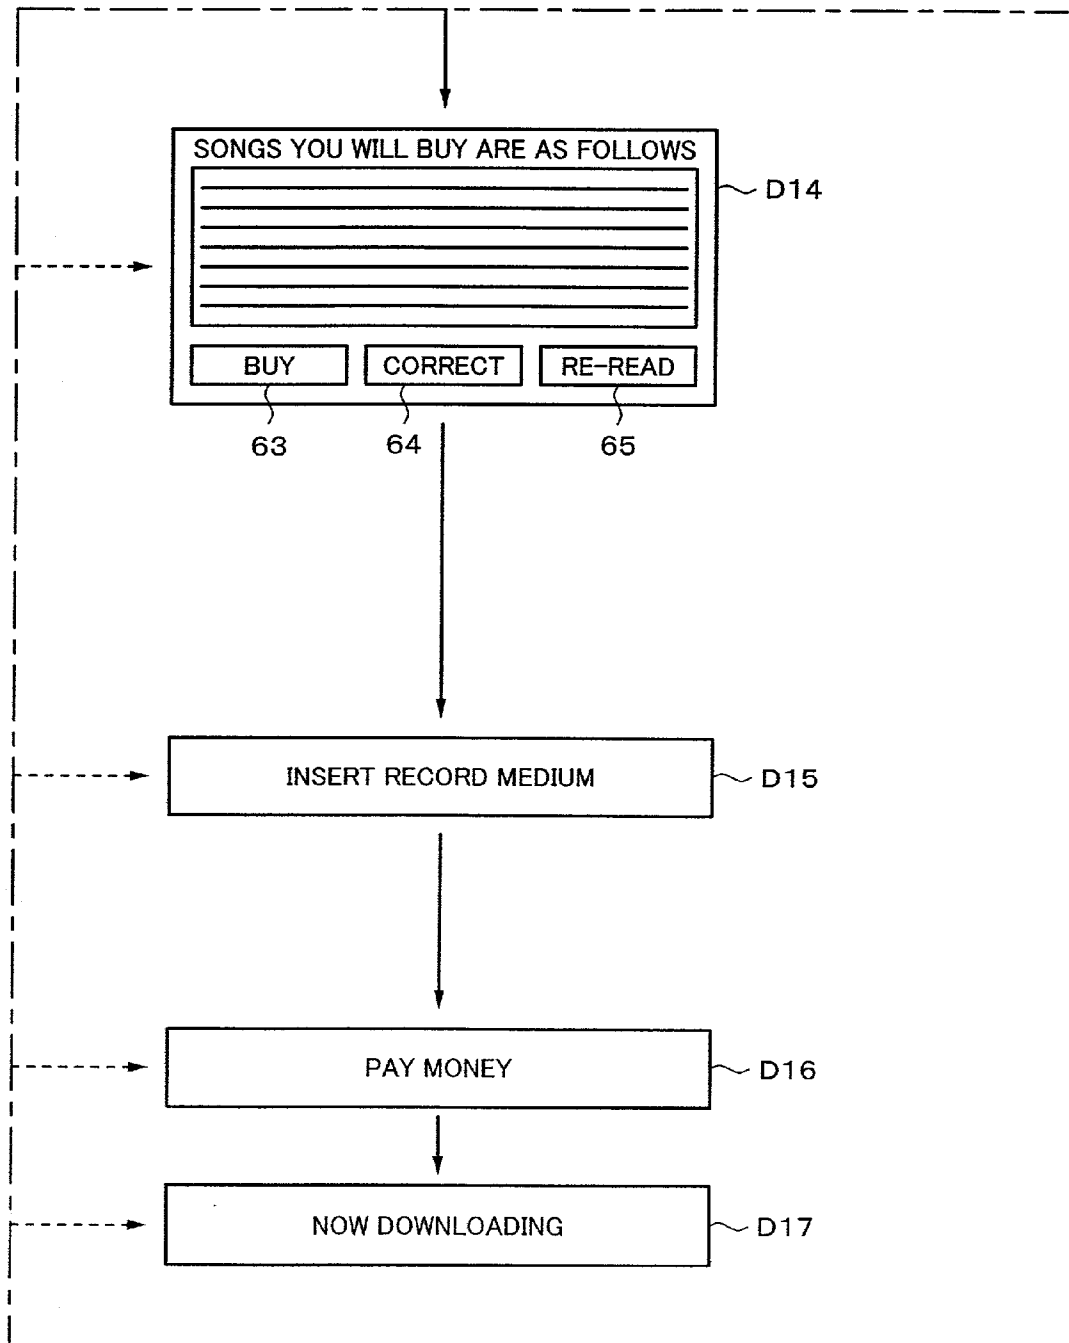 SONGS YOU WILL BUY ARE AS FOLLOWS
D14
BUY CORRECT RE-READ
63 64 65
INSERT RECORD MEDIUM D15
PAY MONEY D16
NOW DOWNLOADING D17